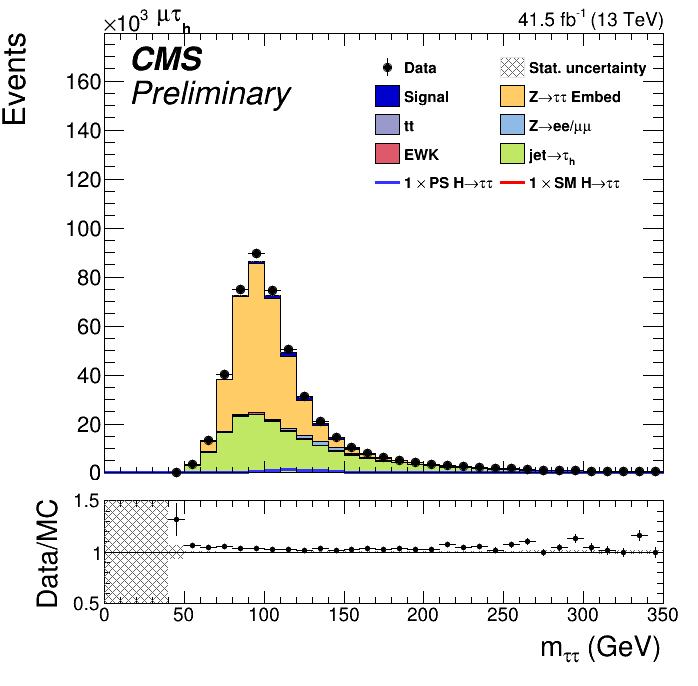 ×10³ μτh 41.5 fb⁻¹ (13 TeV)
CMS
Preliminary
Events
160
140
120
100
80
60
40
20
0
Data Stat. uncertainty
Signal Z→ττ Embed
tt Z→ee/μμ
EWK jet→τh
1 × PS H→ττ 1 × SM H→ττ
Data/MC
1.5
1
0.5
0 50 100 150 200 250 300 350
mττ (GeV)